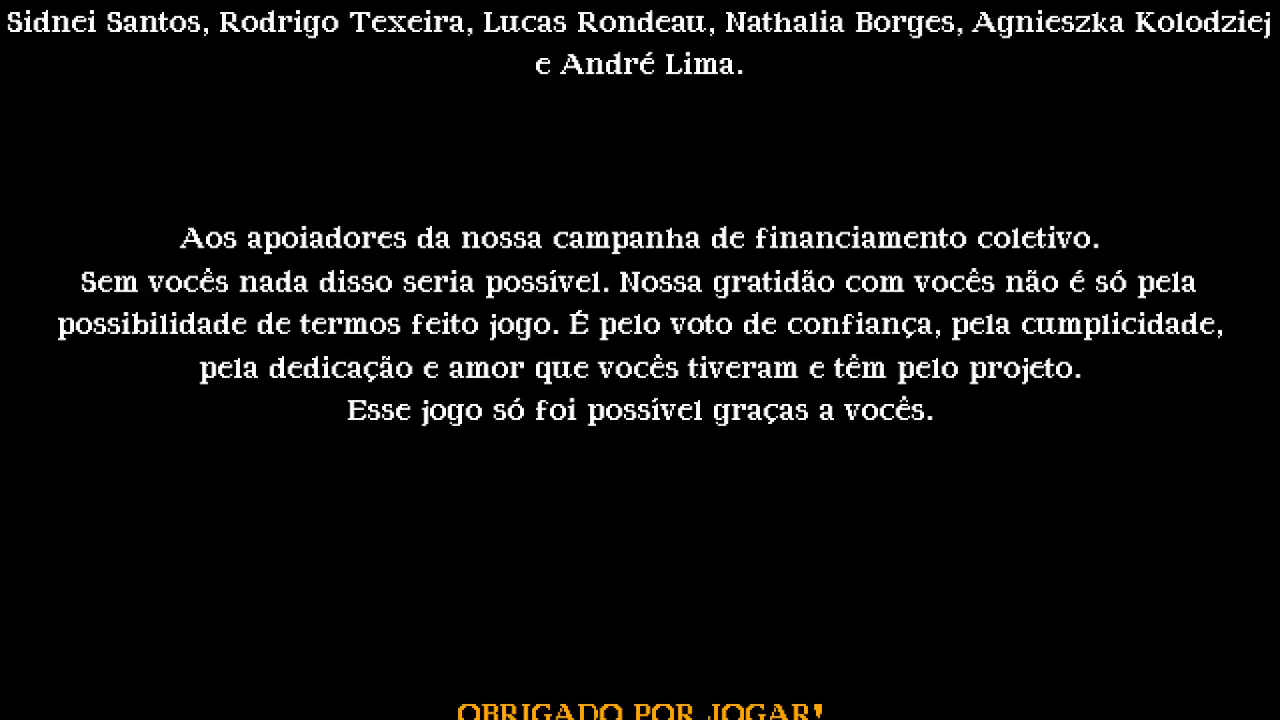 Sidnei Santos, Rodrigo Texeira, Lucas Rondeau, Nathalia Borges, Agnieszka Kolodziej
e André Lima.
Aos apoiadores da nossa campanha de financiamento coletivo.
Sem vocês nada disso seria possível. Nossa gratidão com vocês não é só pela
possibilidade de termos feito jogo. É pelo voto de confiança, pela cumplicidade,
pela dedicação e amor que vocês tiveram e têm pelo projeto.
Esse jogo só foi possível graças a vocês.
OBRIGADO POR JOGAR!